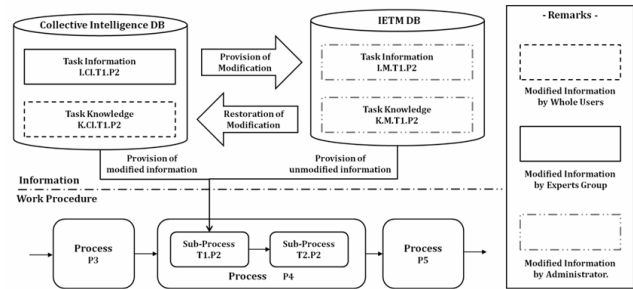 Collective Intelligence DB
IETM DB
- Remarks -
Task Information
I.CI.T1.P2
Provision of
Modification
Task Information
I.M.T1.P2
Task Knowledge
K.CI.T1.P2
Restoration of
Modification
Task Knowledge
K.M.T1.P2
Modified Information
by Whole Users
Provision of
modified information
Provision of
unmodified information
Information
Work Procedure
Modified Information
by Experts Group
Process
P3
Sub-Process
T1.P2
Sub-Process
T2.P2
Process P4
Process
P5
Modified Information
by Administrator.